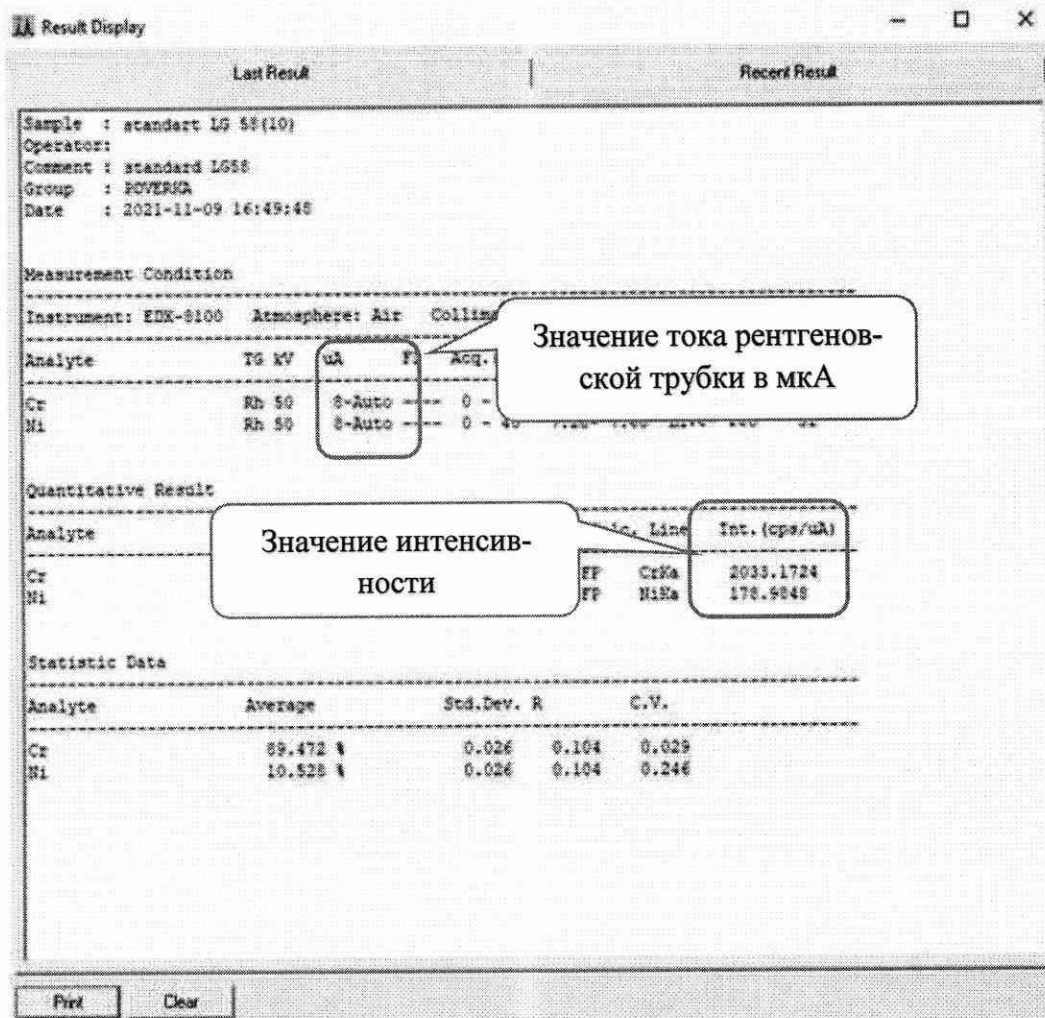 Result Display
Last Result Recent Result
Sample : standart LG 58(10)
Operator:
Comment : standard LG58
Group : POVERKA
Date : 2021-11-09 16:49:48
Measurement Condition
Instrument: EDX-8100 Atmosphere: Air
Значение тока рентгенов-
ской трубки в мкА
Analyte TG kV uA Acq.
Cr Rh 50 8-Auto ---- 0 -
Ni Rh 50 8-Auto ---- 0 - 40
Quantitative Result
Analyte Line Int.(cps/uA)
Значение интенсив-
ности
Cr FP CrKa 2033.1724
Ni FP NiKa 178.9848
Statistic Data
Analyte Average Std.Dev. R C.V.
Cr 89.472 % 0.026 0.104 0.029
Ni 10.528 % 0.026 0.104 0.246
Print Clear